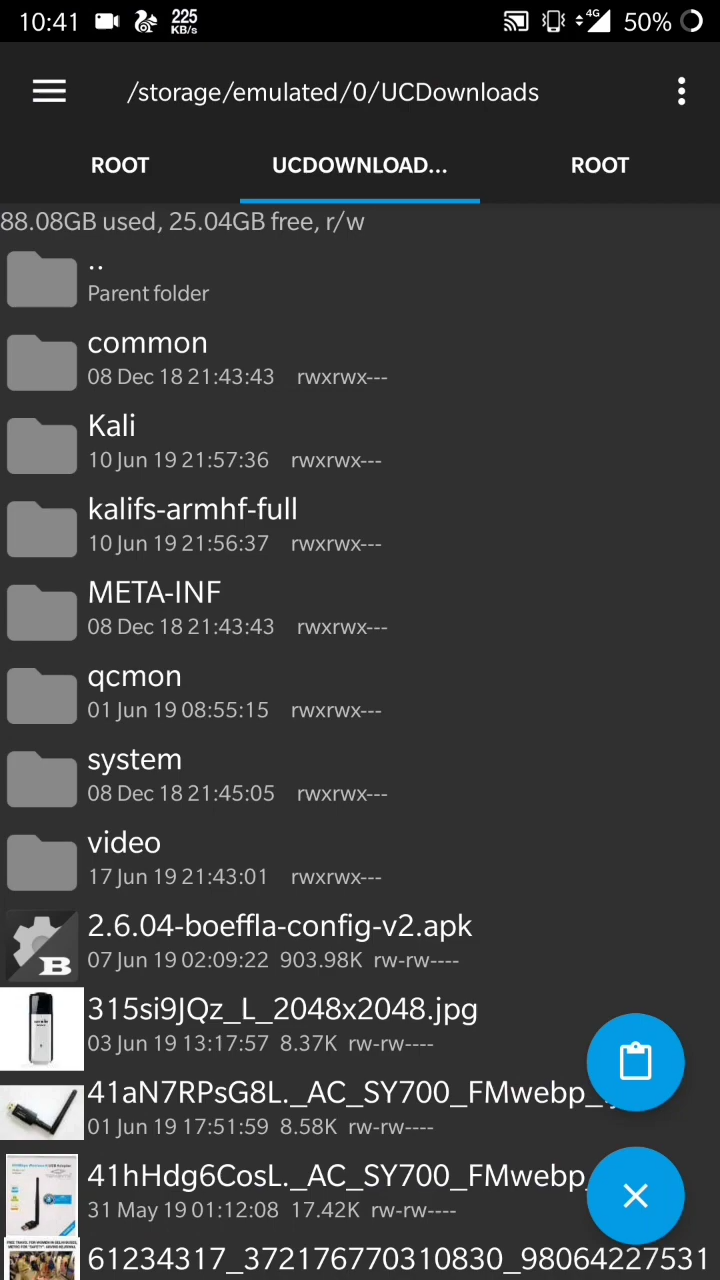 10:41 225 KB/s 4G 50%
/storage/emulated/0/UCDownloads
ROOT UCDOWNLOAD... ROOT
88.08GB used, 25.04GB free, r/w
..
Parent folder
common
08 Dec 18 21:43:43 rwxrwx---
Kali
10 Jun 19 21:57:36 rwxrwx---
kalifs-armhf-full
10 Jun 19 21:56:37 rwxrwx---
META-INF
08 Dec 18 21:43:43 rwxrwx---
qcmon
01 Jun 19 08:55:15 rwxrwx---
system
08 Dec 18 21:45:05 rwxrwx---
video
17 Jun 19 21:43:01 rwxrwx---
B
2.6.04-boeffla-config-v2.apk
07 Jun 19 02:09:22 903.98K rw-rw----
315si9JQz_L_2048x2048.jpg
03 Jun 19 13:17:57 8.37K rw-rw----
41aN7RPsG8L._AC_SY700_FMwebp_
01 Jun 19 17:51:59 8.58K rw-rw----
41hHdg6CosL._AC_SY700_FMwebp_
31 May 19 01:12:08 17.42K rw-rw----
61234317_372176770310830_98064227531